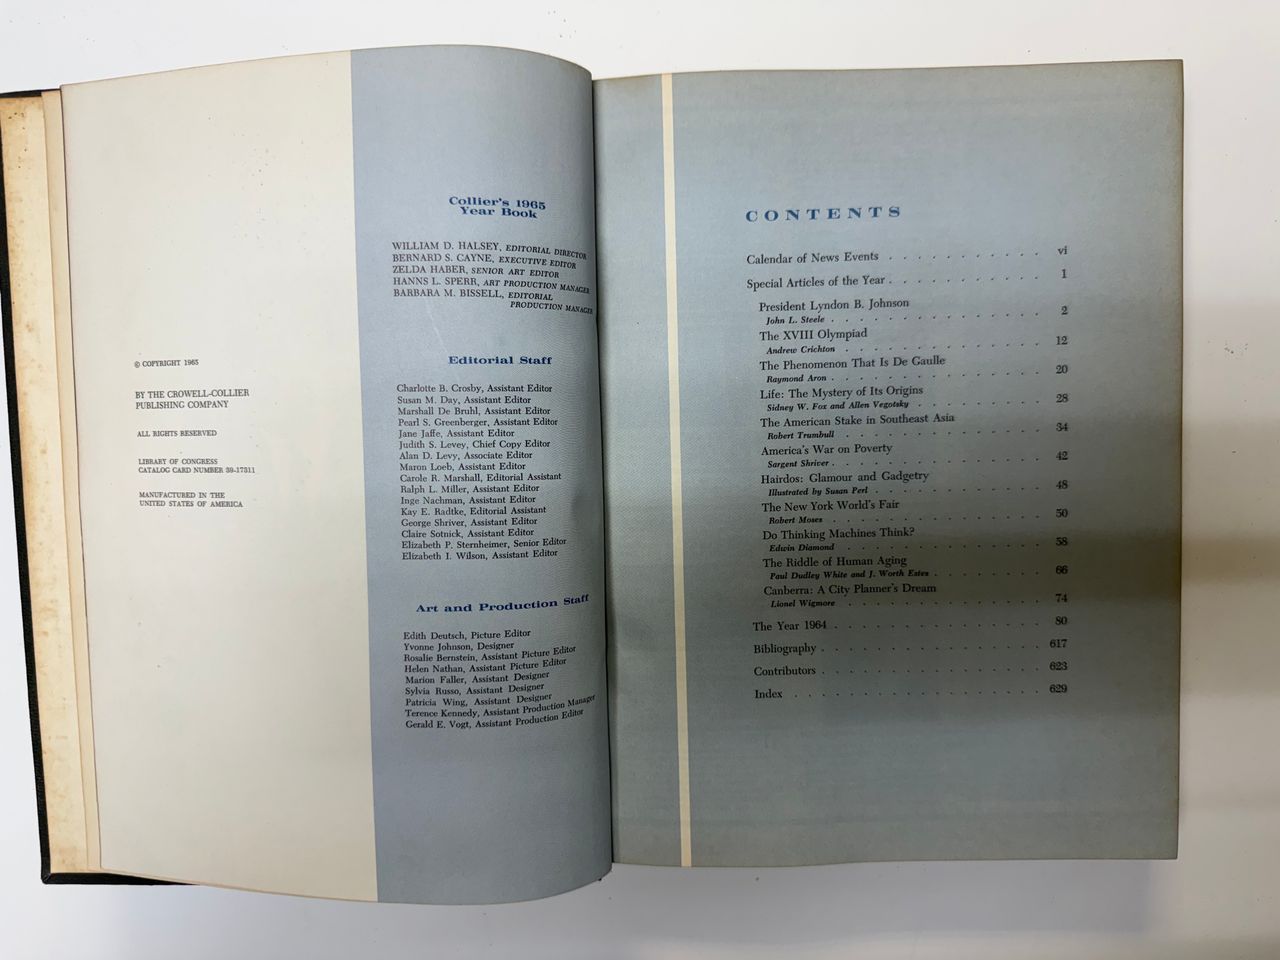 © COPYRIGHT 1965
BY THE CROWELL-COLLIER
PUBLISHING COMPANY
ALL RIGHTS RESERVED
LIBRARY OF CONGRESS
CATALOG CARD NUMBER 39-17311
MANUFACTURED IN THE
UNITED STATES OF AMERICA
Collier's 1965
Year Book
WILLIAM D. HALSEY, EDITORIAL DIRECTOR
BERNARD S. CAYNE, EXECUTIVE EDITOR
ZELDA HABER, SENIOR ART EDITOR
HANNS L. SPERR, ART PRODUCTION MANAGER
BARBARA M. BISSELL, EDITORIAL
PRODUCTION MANAGER
Editorial Staff
Charlotte B. Crosby, Assistant Editor
Susan M. Day, Assistant Editor
Marshall De Bruhl, Assistant Editor
Pearl S. Greenberger, Assistant Editor
Jane Jaffe, Assistant Editor
Judith S. Levey, Chief Copy Editor
Alan D. Levy, Associate Editor
Maron Loeb, Assistant Editor
Carole R. Marshall, Editorial Assistant
Ralph L. Miller, Assistant Editor
Inge Nachman, Assistant Editor
Kay E. Radtke, Editorial Assistant
George Shriver, Assistant Editor
Claire Sotnick, Assistant Editor
Elizabeth P. Sternheimer, Senior Editor
Elizabeth I. Wilson, Assistant Editor
Art and Production Staff
Edith Deutsch, Picture Editor
Yvonne Johnson, Designer
Rosalie Bernstein, Assistant Picture Editor
Helen Nathan, Assistant Picture Editor
Marion Faller, Assistant Designer
Sylvia Russo, Assistant Designer
Patricia Wing, Assistant Designer
Terence Kennedy, Assistant Production Manager
Gerald E. Vogt, Assistant Production Editor
CONTENTS
Calendar of News Events . . . . . . . . . . . vi
Special Articles of the Year . . . . . . . . . . . 1
President Lyndon B. Johnson
John L. Steele . . . . . . . . . . . . . . 2
The XVIII Olympiad
Andrew Crichton . . . . . . . . . . . . . 12
The Phenomenon That Is De Gaulle
Raymond Aron . . . . . . . . . . . . . . 20
Life: The Mystery of Its Origins
Sidney W. Fox and Allen Vegotsky . . . . . . . . 28
The American Stake in Southeast Asia
Robert Trumbull . . . . . . . . . . . . . 34
America's War on Poverty
Sargent Shriver . . . . . . . . . . . . . . 42
Hairdos: Glamour and Gadgetry
Illustrated by Susan Perl . . . . . . . . . . . 48
The New York World's Fair
Robert Moses . . . . . . . . . . . . . . 50
Do Thinking Machines Think?
Edwin Diamond . . . . . . . . . . . . . 58
The Riddle of Human Aging
Paul Dudley White and J. Worth Estes . . . . . . . 66
Canberra: A City Planner's Dream
Lionel Wigmore . . . . . . . . . . . . . 74
The Year 1964 . . . . . . . . . . . . . . 80
Bibliography . . . . . . . . . . . . . . . 617
Contributors . . . . . . . . . . . . . . . 623
Index . . . . . . . . . . . . . . . . . 629